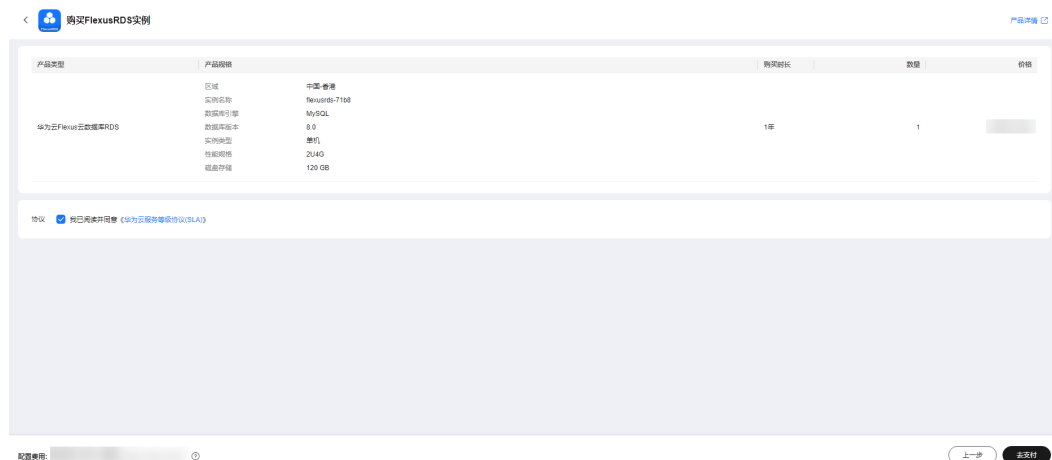 购买FlexusRDS实例
产品详情
产品类型 产品规格 购买时长 数量 价格
区域 中国-香港
实例名称 flexusrds-71b8
数据库引擎 MySQL
华为云Flexus云数据库RDS 数据库版本 8.0 1年 1
实例类型 单机
性能规格 2U4G
磁盘存储 120 GB
协议 我已阅读并同意《华为云服务等级协议(SLA)》
配置费用:
上一步 去支付